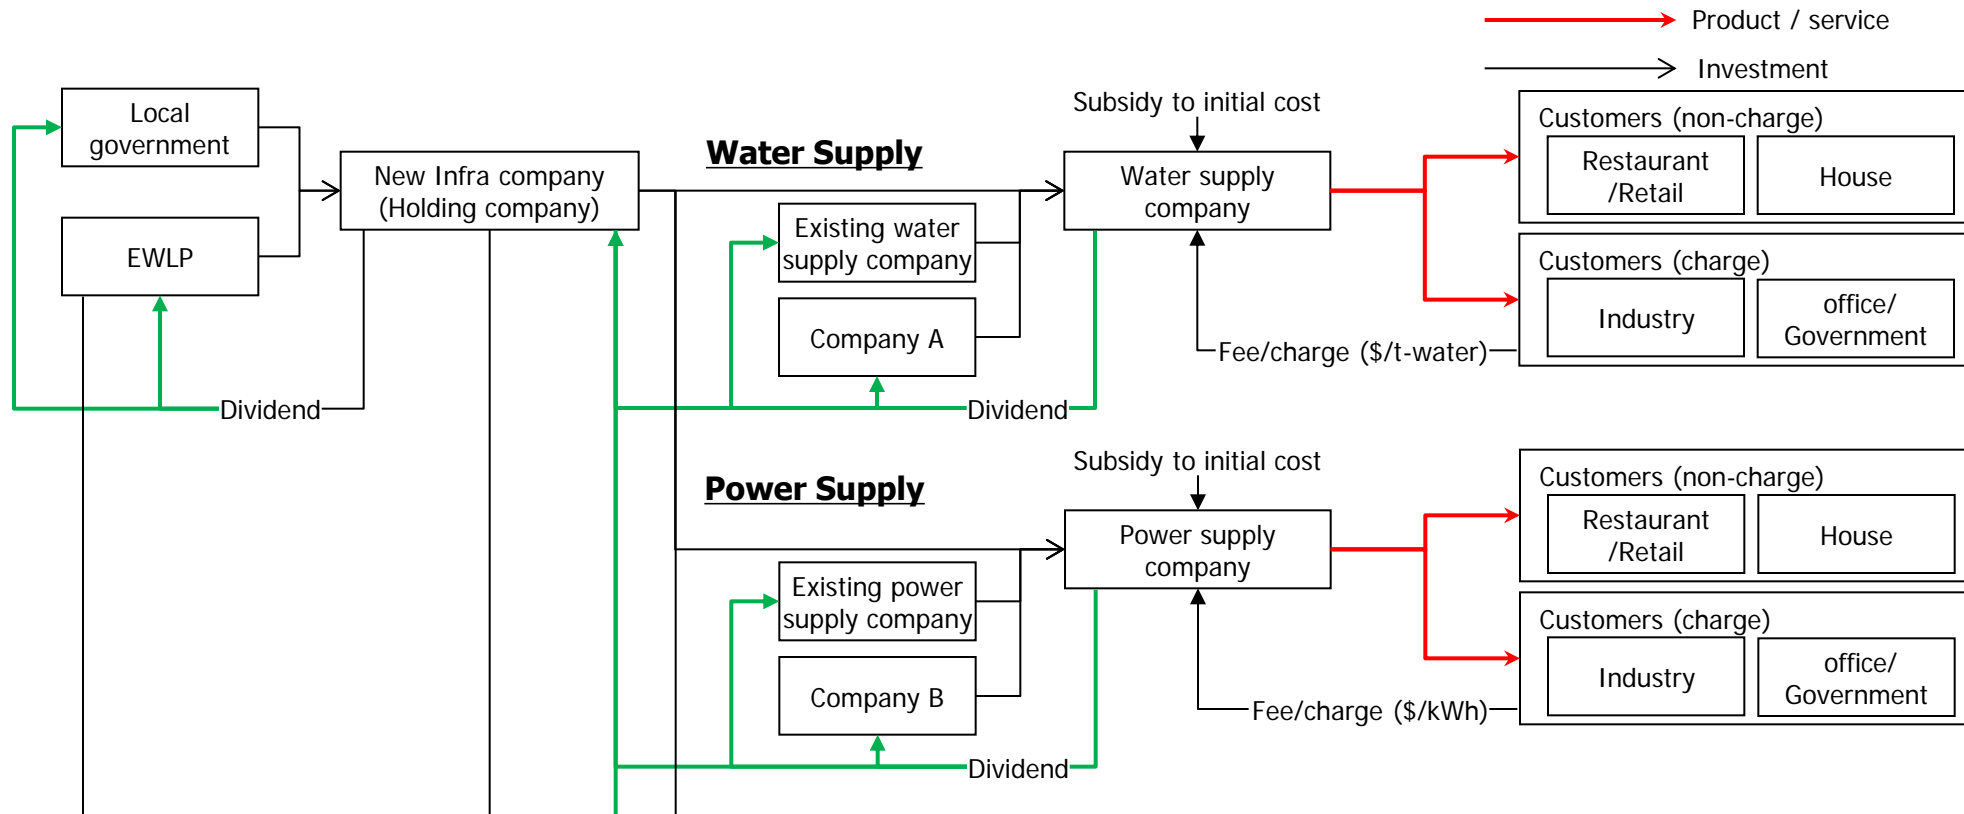 Product / service
Investment
Local
government
EWLP
New Infra company
(Holding company)
Dividend
Water Supply
Subsidy to initial cost
Existing water
supply company
Company A
Water supply
company
Dividend
Fee/charge ($/t-water)
Customers (non-charge)
Restaurant
/Retail
House
Customers (charge)
Industry
office/
Government
Power Supply
Subsidy to initial cost
Existing power
supply company
Company B
Power supply
company
Dividend
Fee/charge ($/kWh)
Customers (non-charge)
Restaurant
/Retail
House
Customers (charge)
Industry
office/
Government